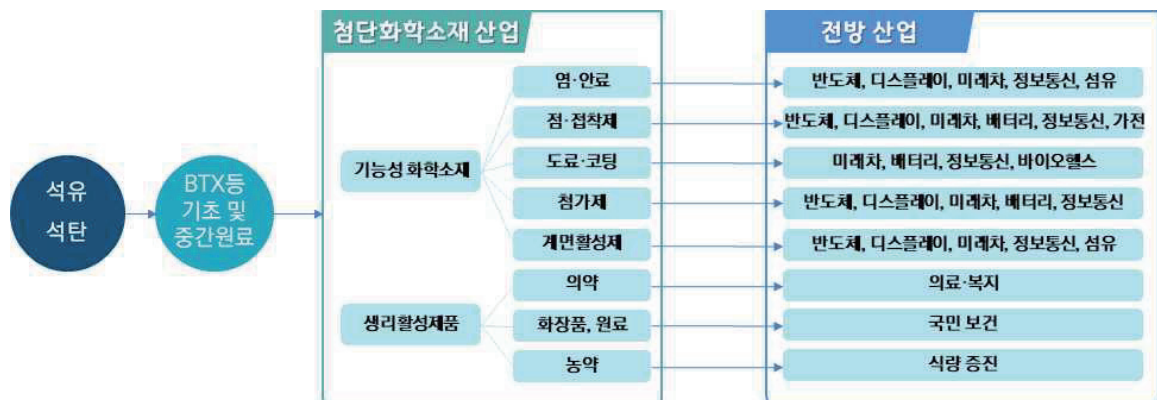 첨단화학소재 산업
전방 산업
석유
석탄
BTX등
기초 및
중간원료
기능성 화학소재
염·안료
점·접착제
도료·코팅
첨가제
계면활성제
생리활성제품
의약
화장품, 원료
농약
반도체, 디스플레이, 미래차, 정보통신, 섬유
반도체, 디스플레이, 미래차, 배터리, 정보통신, 가전
미래차, 배터리, 정보통신, 바이오헬스
반도체, 디스플레이, 미래차, 배터리, 정보통신
반도체, 디스플레이, 미래차, 정보통신, 섬유
의료·복지
국민 보건
식량 증진